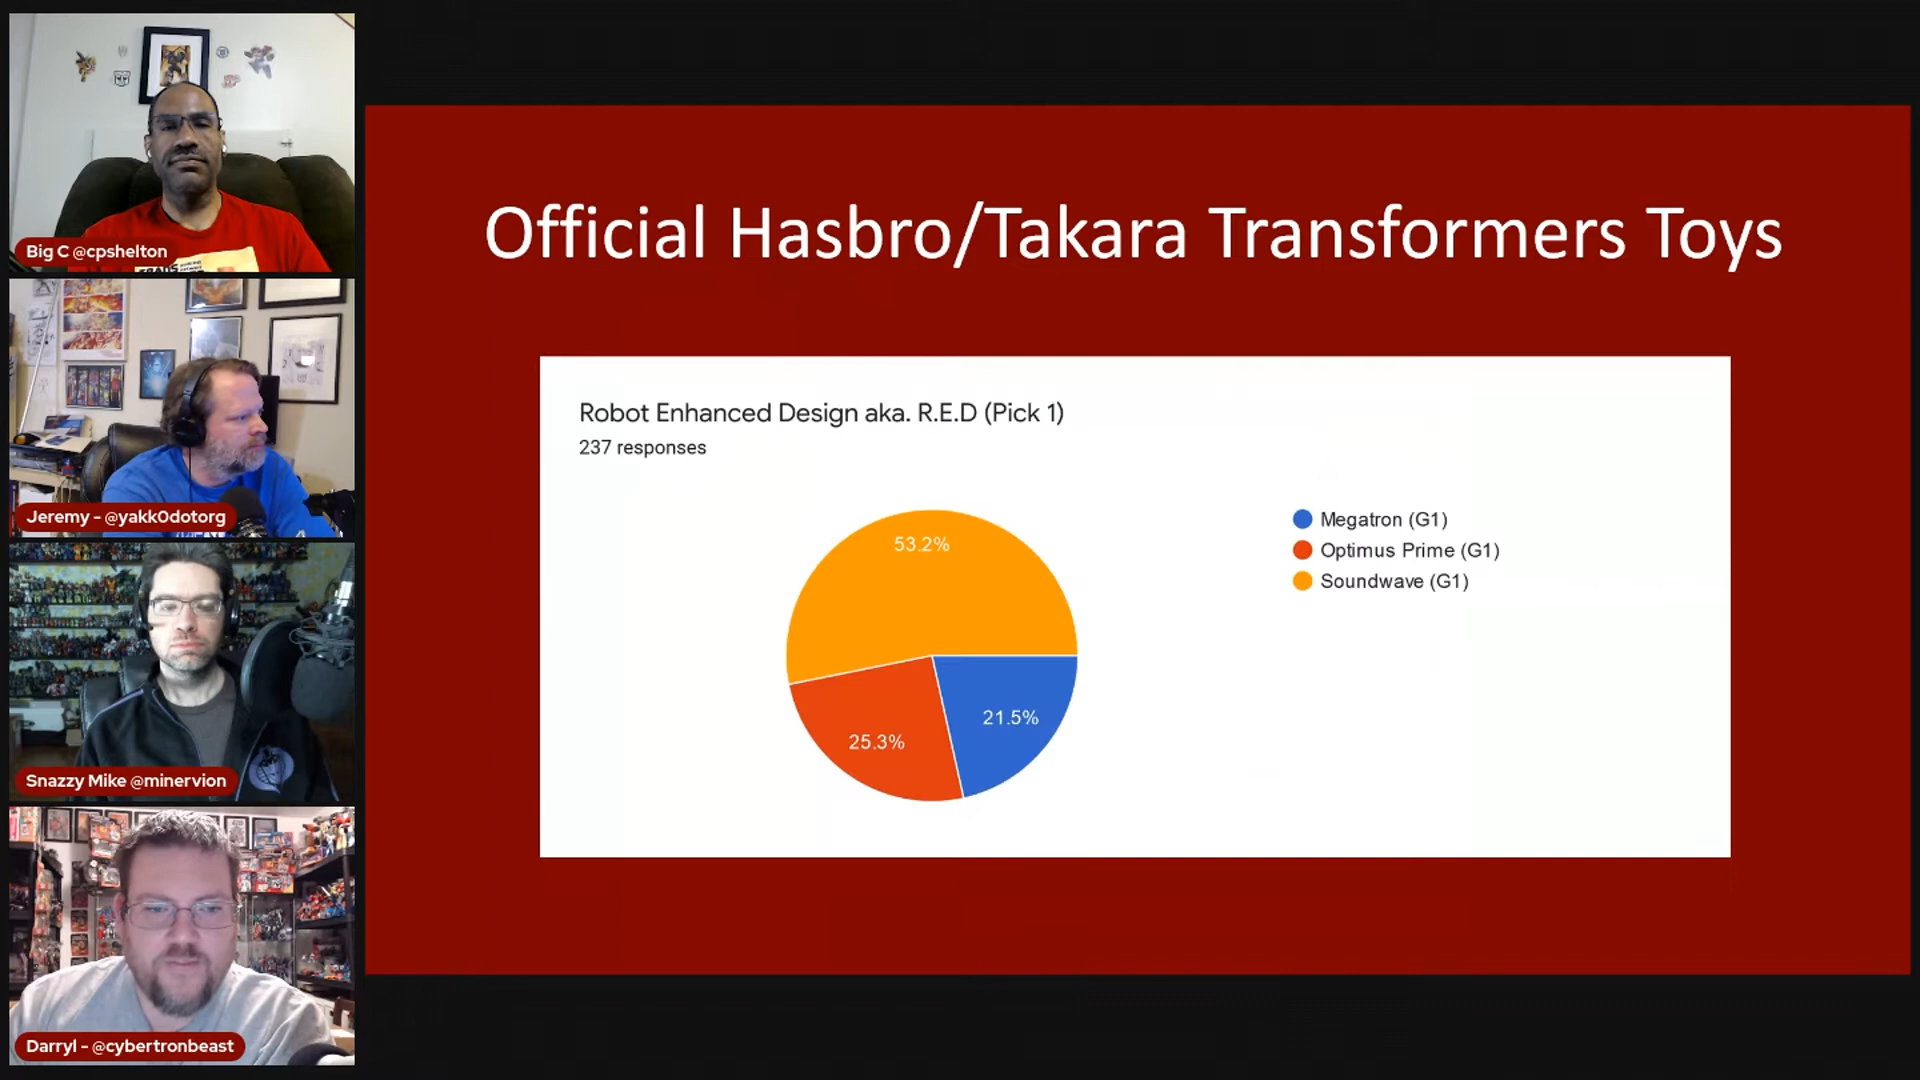 Big C @cpshelton
Jeremy - @yakk0dotorg
Snazzy Mike @minervion
Darryl - @cybertronbeast
Official Hasbro/Takara Transformers Toys
Robot Enhanced Design aka. R.E.D (Pick 1)
237 responses
53.2%
25.3%
21.5%
Megatron (G1)
Optimus Prime (G1)
Soundwave (G1)